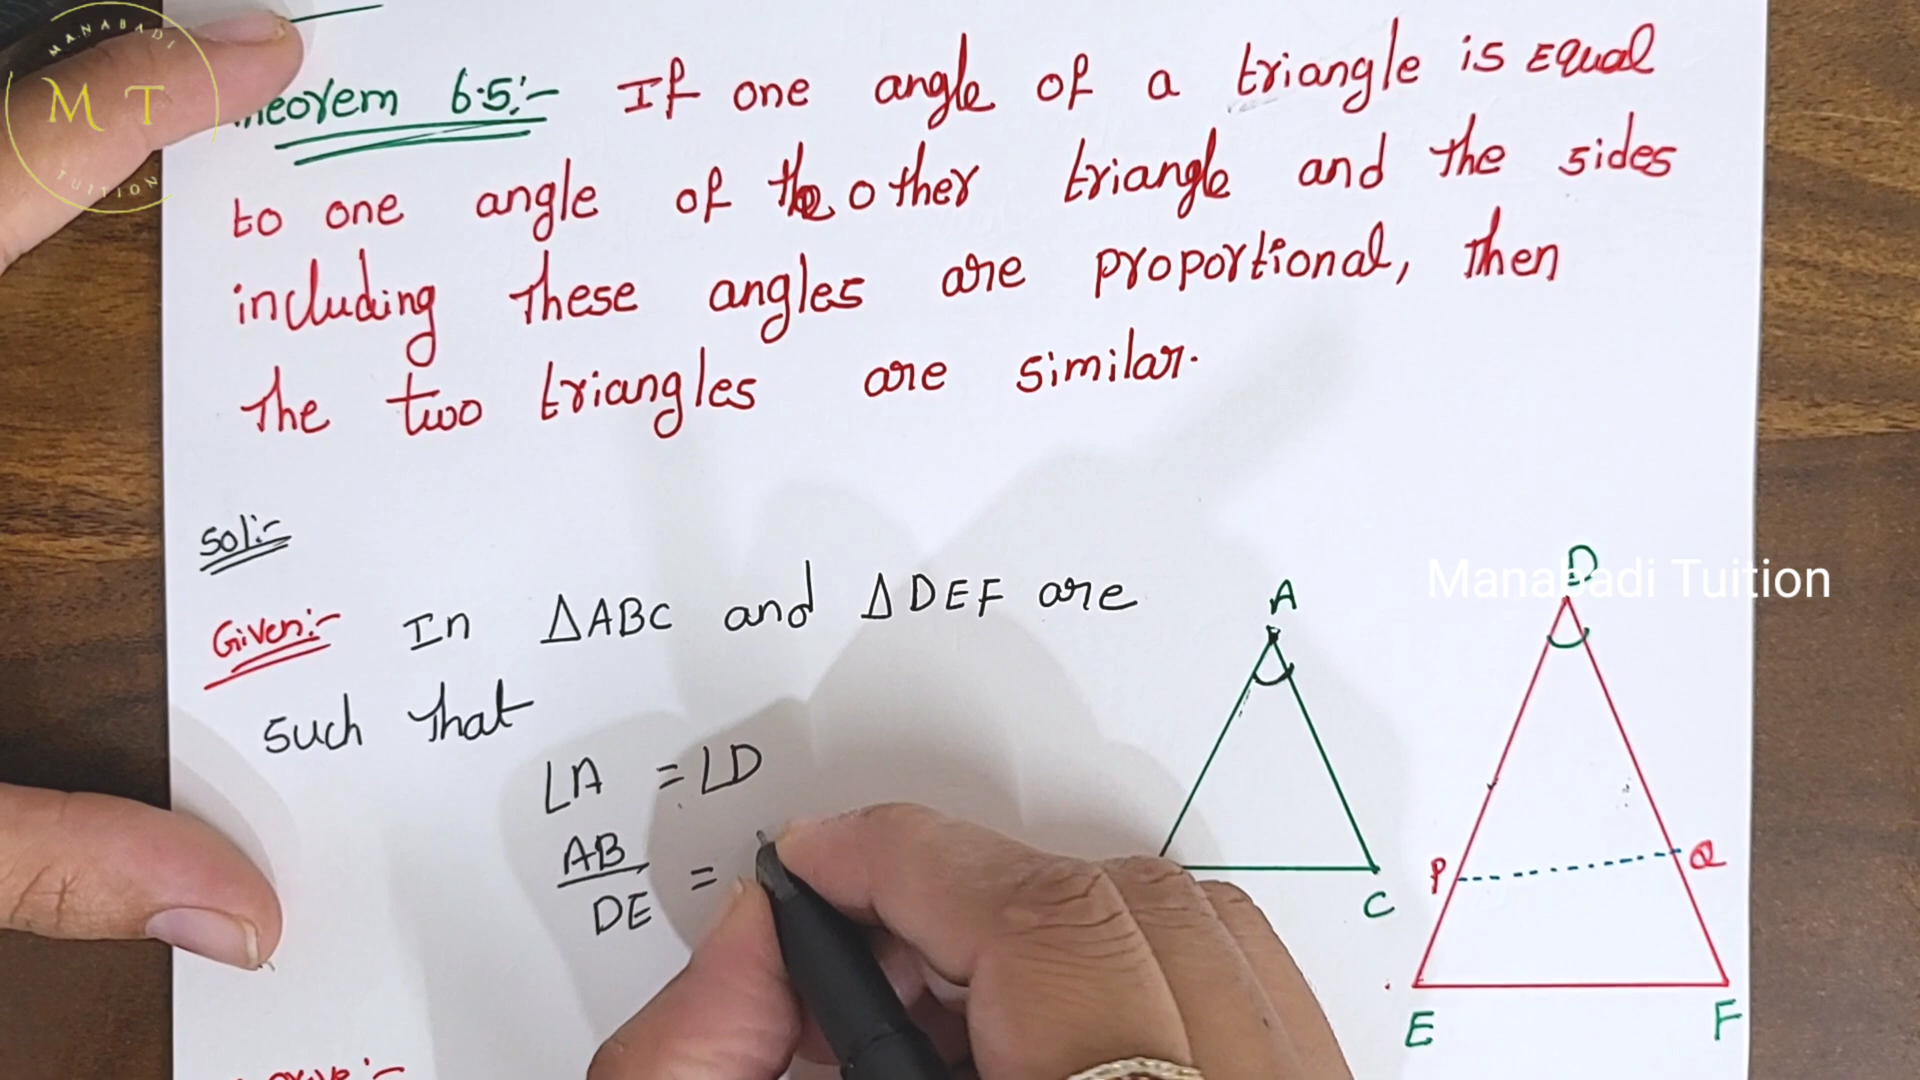 MANABADI
M T
TUITION
Theorem 6.5:- If one angle of a triangle is equal
to one angle of the other triangle and the sides
including these angles are proportional, then
the two triangles are similar.
Sol:-
Given:- In ΔABC and ΔDEF are
such that
∠A = ∠D
AB
DE =
A
C
Manabadi Tuition
D
P
Q
E
F